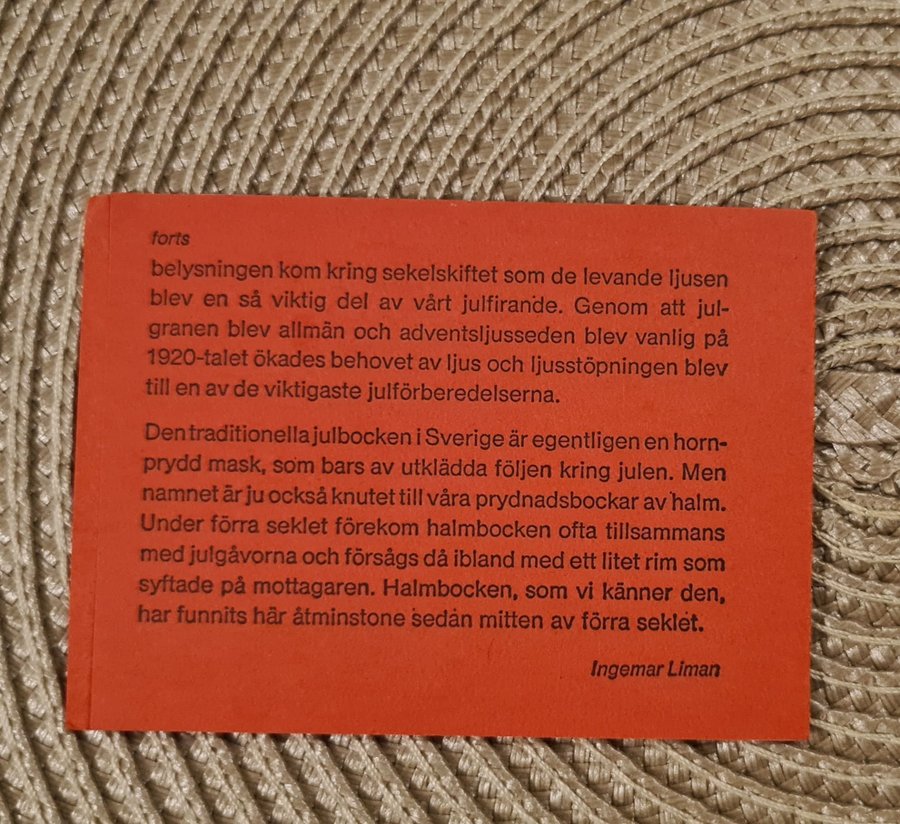 forts
belysningen kom kring sekelskiftet som de levande ljusen
blev en så viktig del av vårt julfirande. Genom att jul-
granen blev allmän och adventsljusseden blev vanlig på
1920-talet ökades behovet av ljus och ljusstöpningen blev
till en av de viktigaste julförberedelserna.
Den traditionella julbocken i Sverige är egentligen en horn-
prydd mask, som bars av utklädda följen kring julen. Men
namnet är ju också knutet till våra prydnadsbockar av halm.
Under förra seklet förekom halmbocken ofta tillsammans
med julgåvorna och försågs då ibland med ett litet rim som
syftade på mottagaren. Halmbocken, som vi känner den,
har funnits här åtminstone sedan mitten av förra seklet.
Ingemar Liman